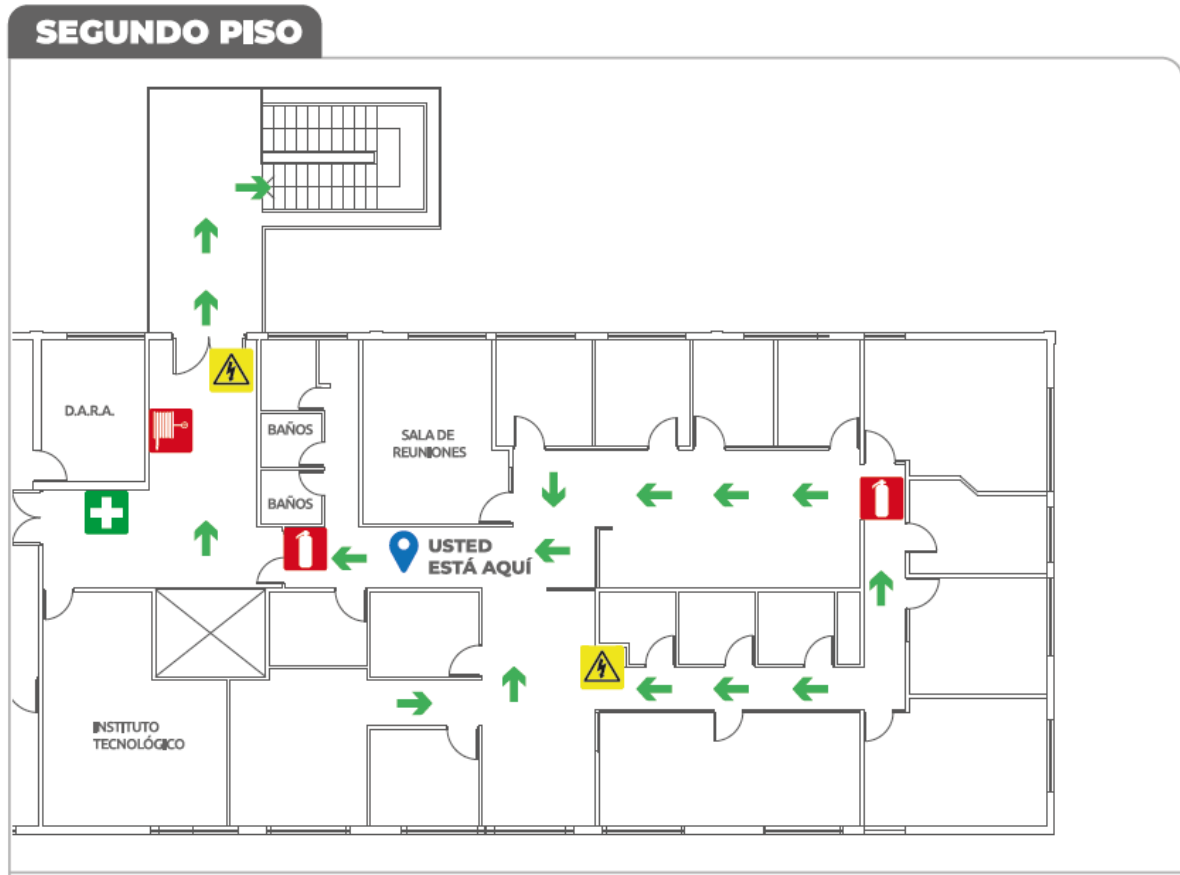 SEGUNDO PISO
D.A.R.A.
BAÑOS
SALA DE
REUNIONES
BAÑOS
USTED
ESTÁ AQUÍ
INSTITUTO
TECNOLÓGICO